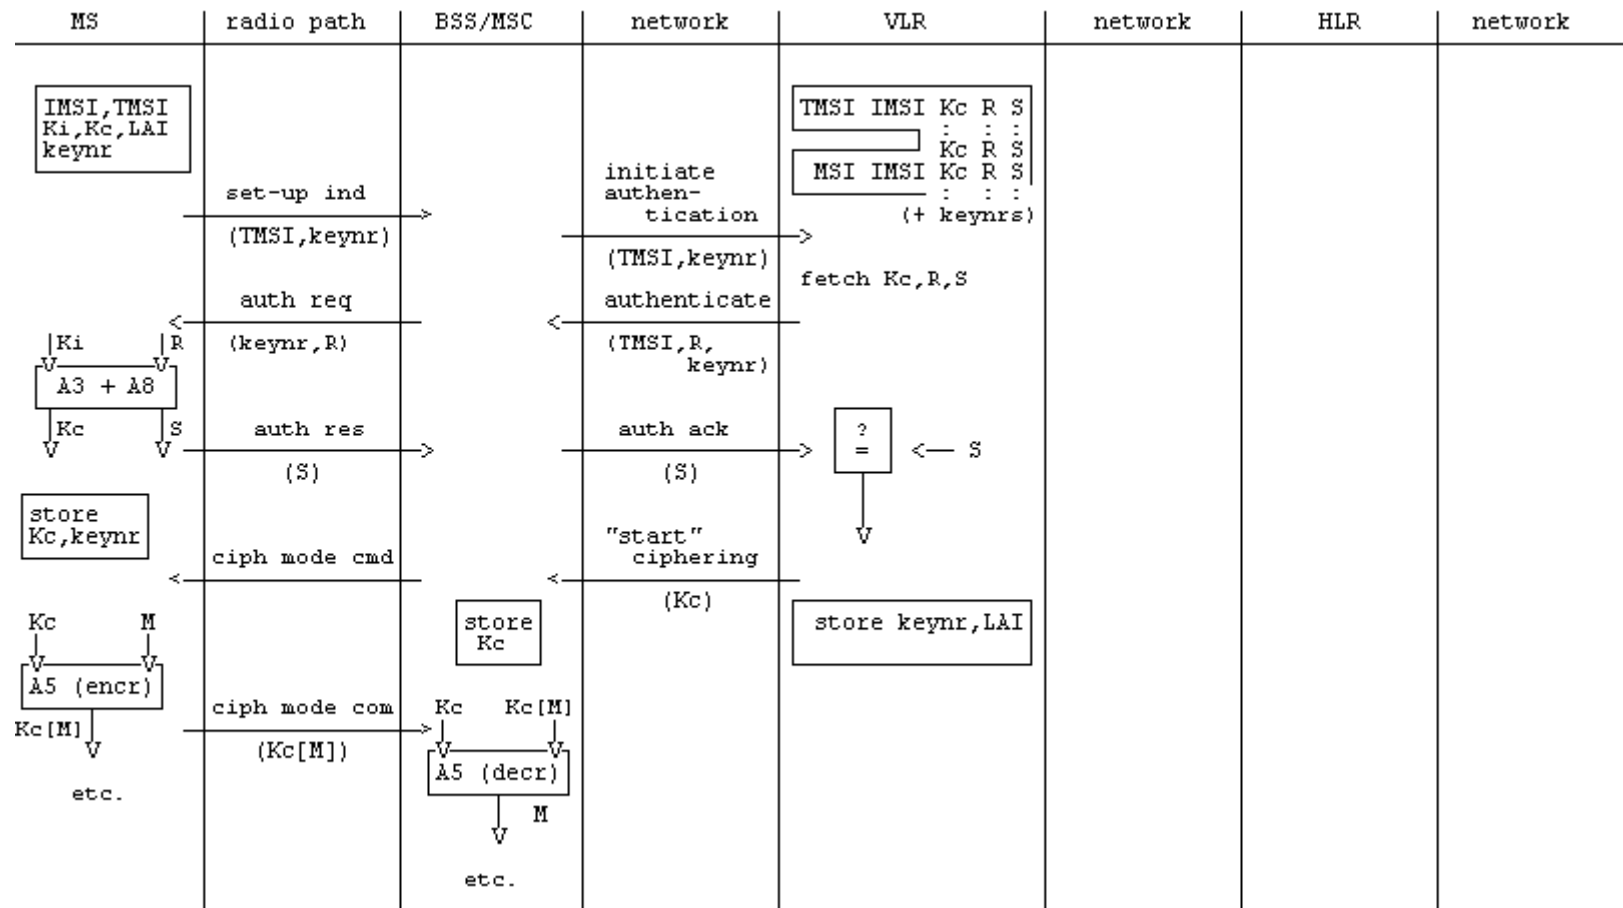 MS radio path BSS/MSC network VLR network HLR network
IMSI,TMSI
Ki,Kc,LAI
keynr
TMSI IMSI Kc R S
: : :
Kc R S
MSI IMSI Kc R S
: : :
(+ keynrs)
set-up ind
(TMSI,keynr)
initiate
authen-
tication
(TMSI,keynr)
fetch Kc,R,S
auth req
(keynr,R)
authenticate
(TMSI,R,
keynr)
Ki R
A3 + A8
Kc S
auth res
(S)
auth ack
(S)
?
=
S
store
Kc,keynr
ciph mode cmd
"start"
ciphering
(Kc)
store
Kc
store keynr,LAI
Kc M
A5 (encr)
Kc[M]
etc.
ciph mode com
(Kc[M])
Kc Kc[M]
A5 (decr)
M
etc.